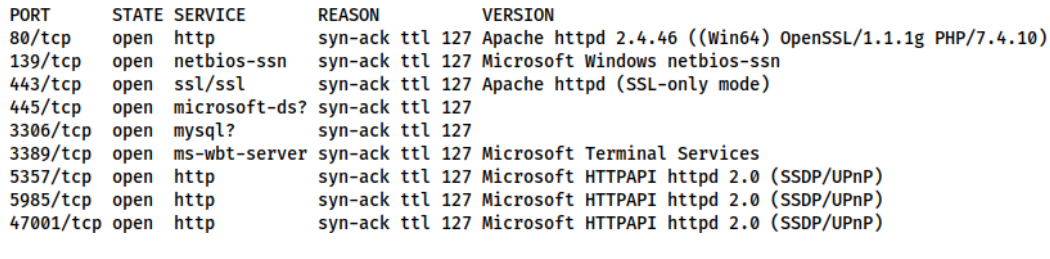 PORT      STATE SERVICE       REASON          VERSION
80/tcp    open  http          syn-ack ttl 127 Apache httpd 2.4.46 ((Win64) OpenSSL/1.1.1g PHP/7.4.10)
139/tcp   open  netbios-ssn   syn-ack ttl 127 Microsoft Windows netbios-ssn
443/tcp   open  ssl/ssl       syn-ack ttl 127 Apache httpd (SSL-only mode)
445/tcp   open  microsoft-ds? syn-ack ttl 127
3306/tcp  open  mysql?        syn-ack ttl 127
3389/tcp  open  ms-wbt-server syn-ack ttl 127 Microsoft Terminal Services
5357/tcp  open  http          syn-ack ttl 127 Microsoft HTTPAPI httpd 2.0 (SSDP/UPnP)
5985/tcp  open  http          syn-ack ttl 127 Microsoft HTTPAPI httpd 2.0 (SSDP/UPnP)
47001/tcp open  http          syn-ack ttl 127 Microsoft HTTPAPI httpd 2.0 (SSDP/UPnP)